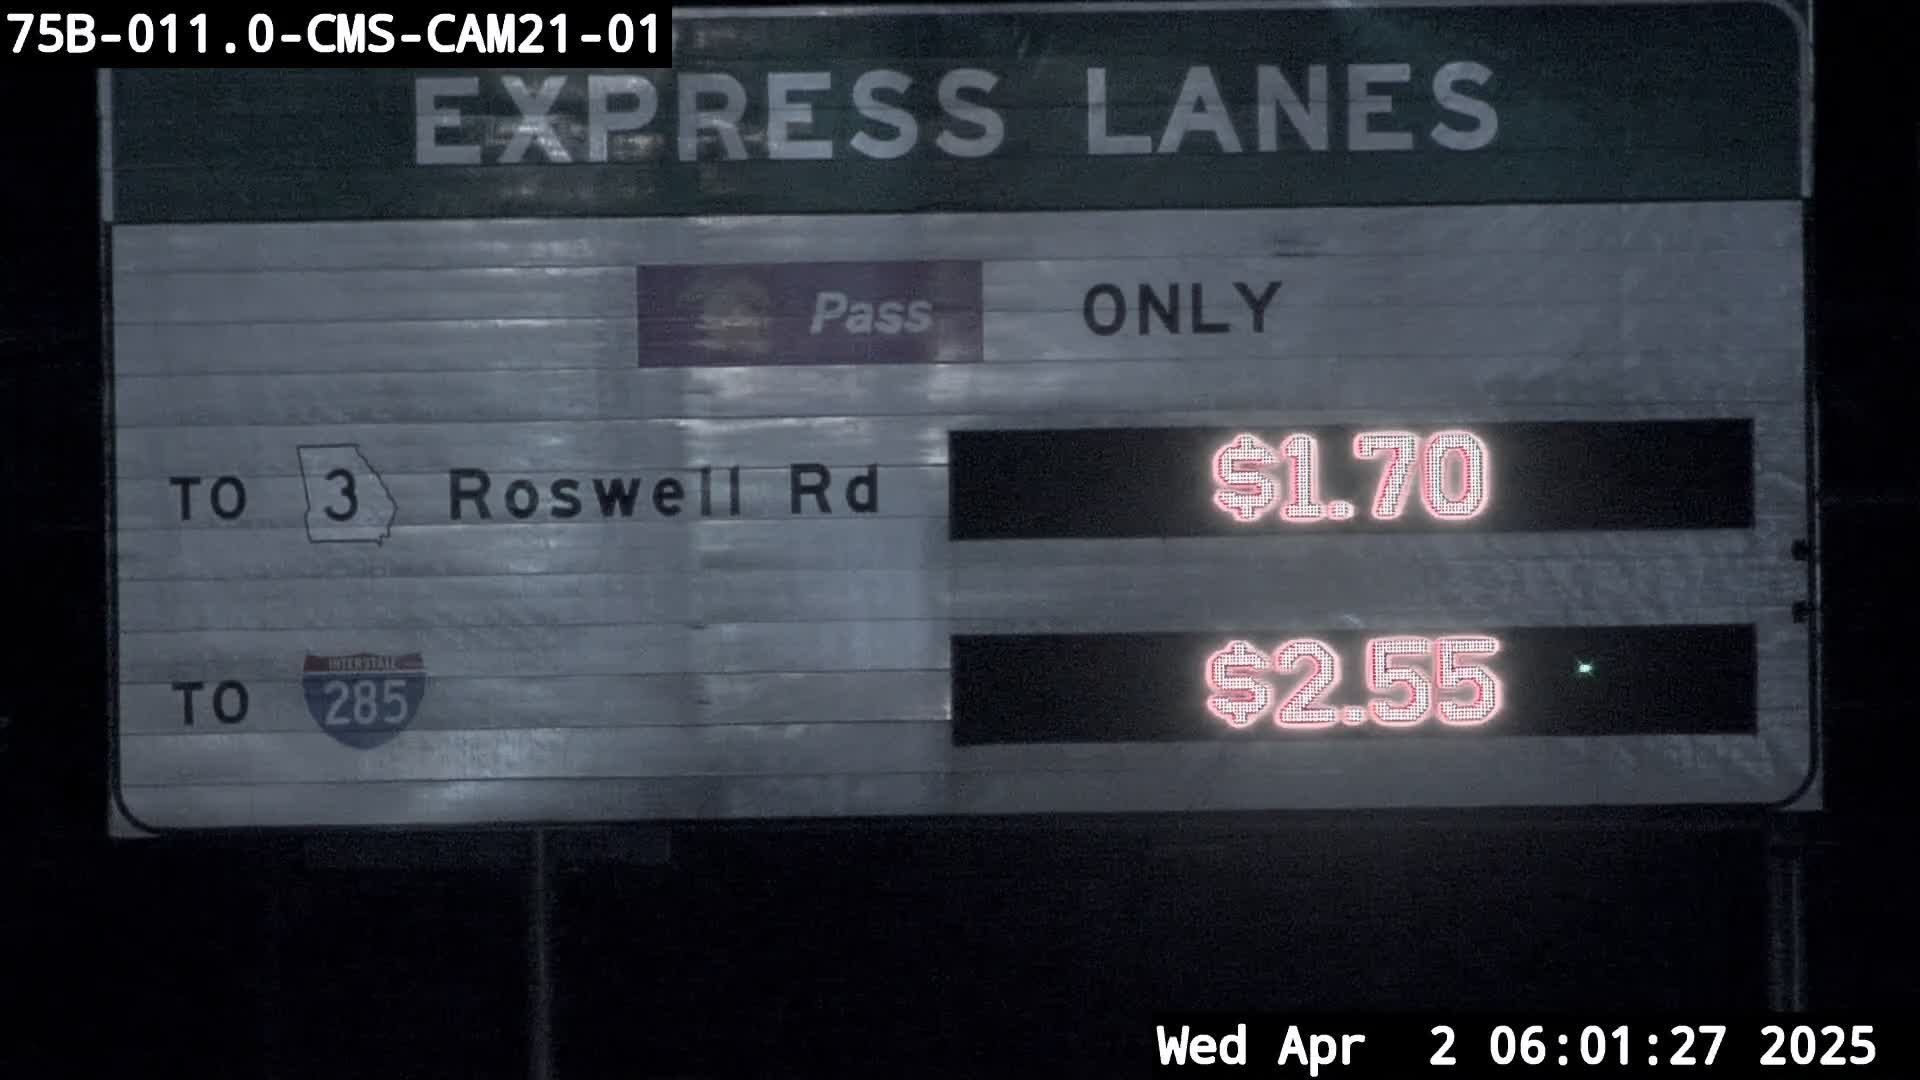 75B-011.0-CMS-CAM21-01
EXPRESS LANES
Pass ONLY
TO 3 Roswell Rd $1.70
INTERSTATE
TO 285 $2.55
Wed Apr 2 06:01:27 2025